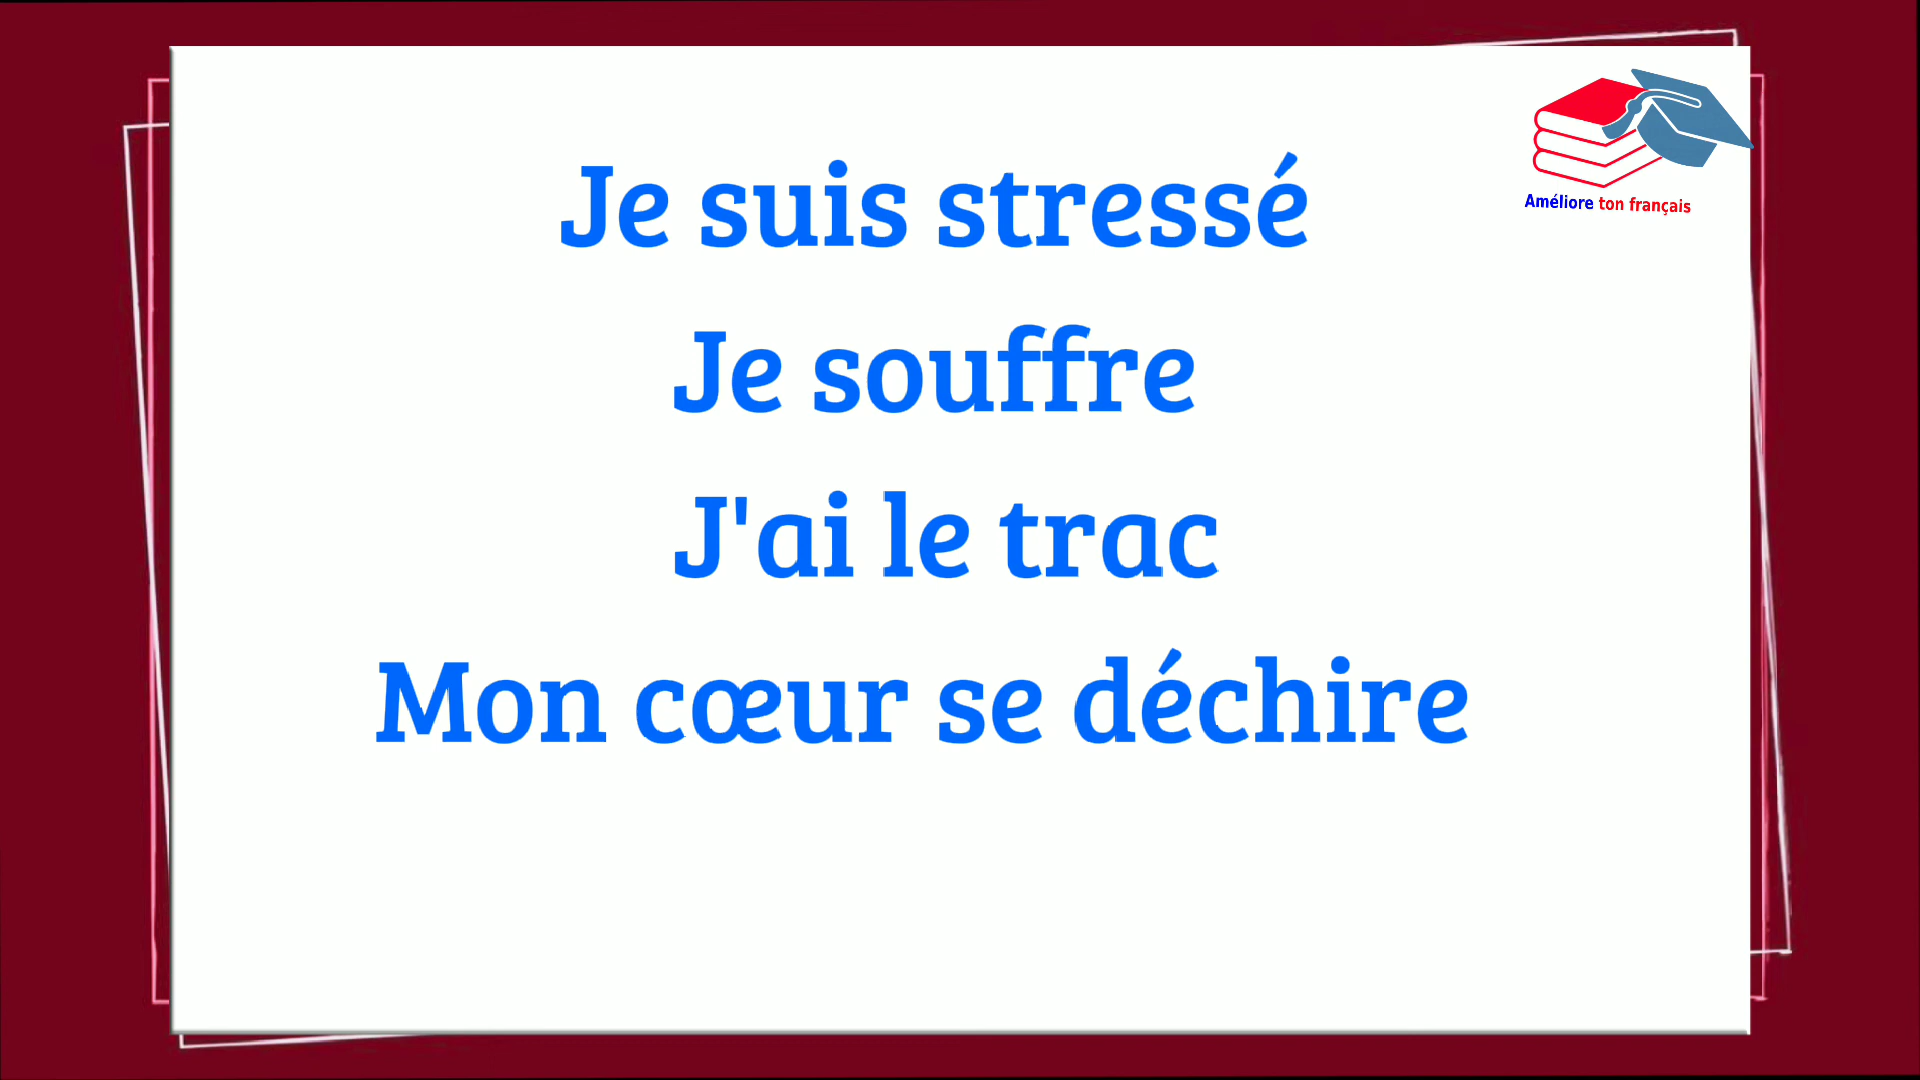 Améliore ton français
Je suis stressé
Je souffre
J'ai le trac
Mon cœur se déchire